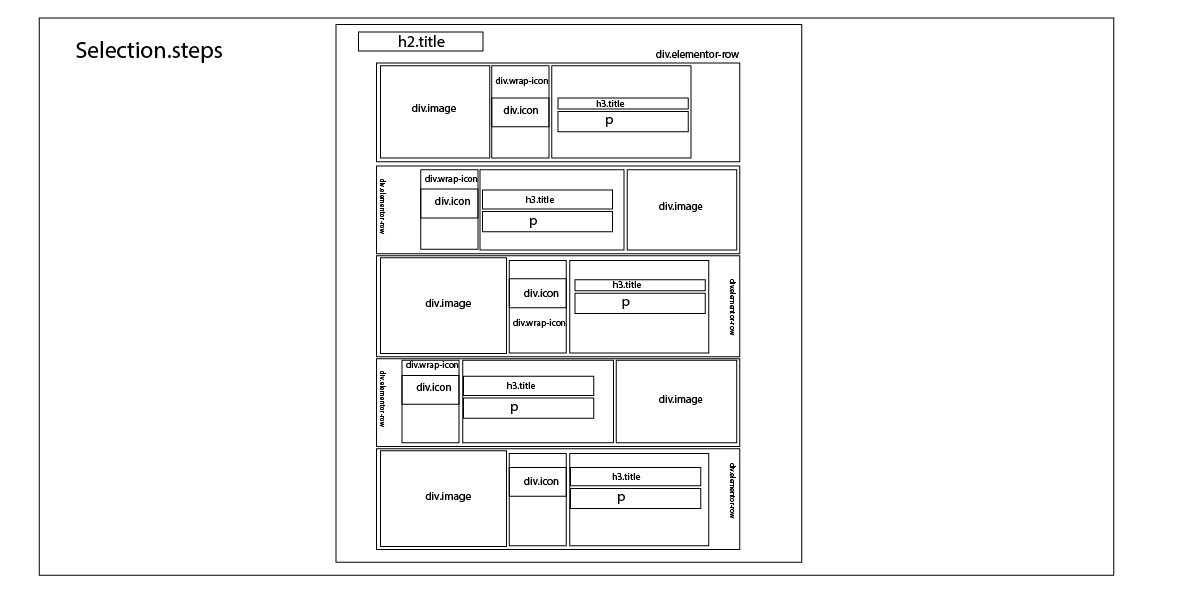 Selection.steps
h2.title
div.elementor-row
div.image
div.wrap-icon
div.icon
h3.title
p
div.elementor-row
div.wrap-icon
div.icon
h3.title
p
div.image
div.image
div.icon
div.wrap-icon
h3.title
p
div.elementor-row
div.elementor-row
div.wrap-icon
div.icon
h3.title
p
div.image
div.image
div.icon
h3.title
p
div.elementor-row